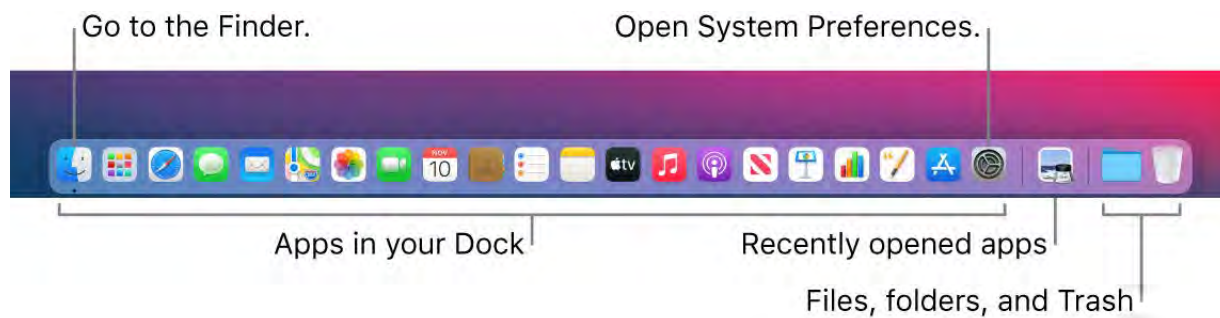 Go to the Finder.
Open System Preferences.
NOV
10
tv
Apps in your Dock
Recently opened apps
Files, folders, and Trash